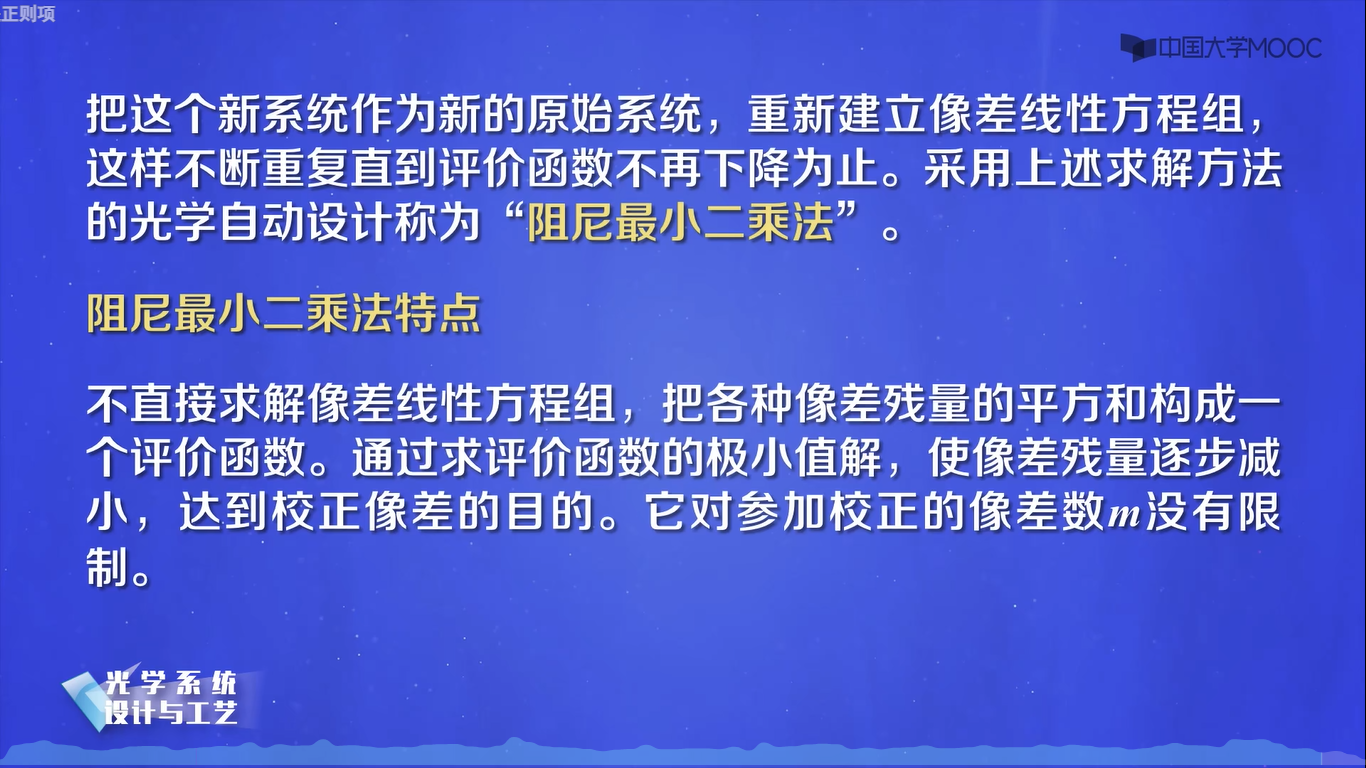 正则项
中国大学MOOC
把这个新系统作为新的原始系统，重新建立像差线性方程组，
这样不断重复直到评价函数不再下降为止。采用上述求解方法
的光学自动设计称为“阻尼最小二乘法”。
阻尼最小二乘法特点
不直接求解像差线性方程组，把各种像差残量的平方和构成一
个评价函数。通过求评价函数的极小值解，使像差残量逐步减
小，达到校正像差的目的。它对参加校正的像差数m没有限
制。
光学系统
设计与工艺